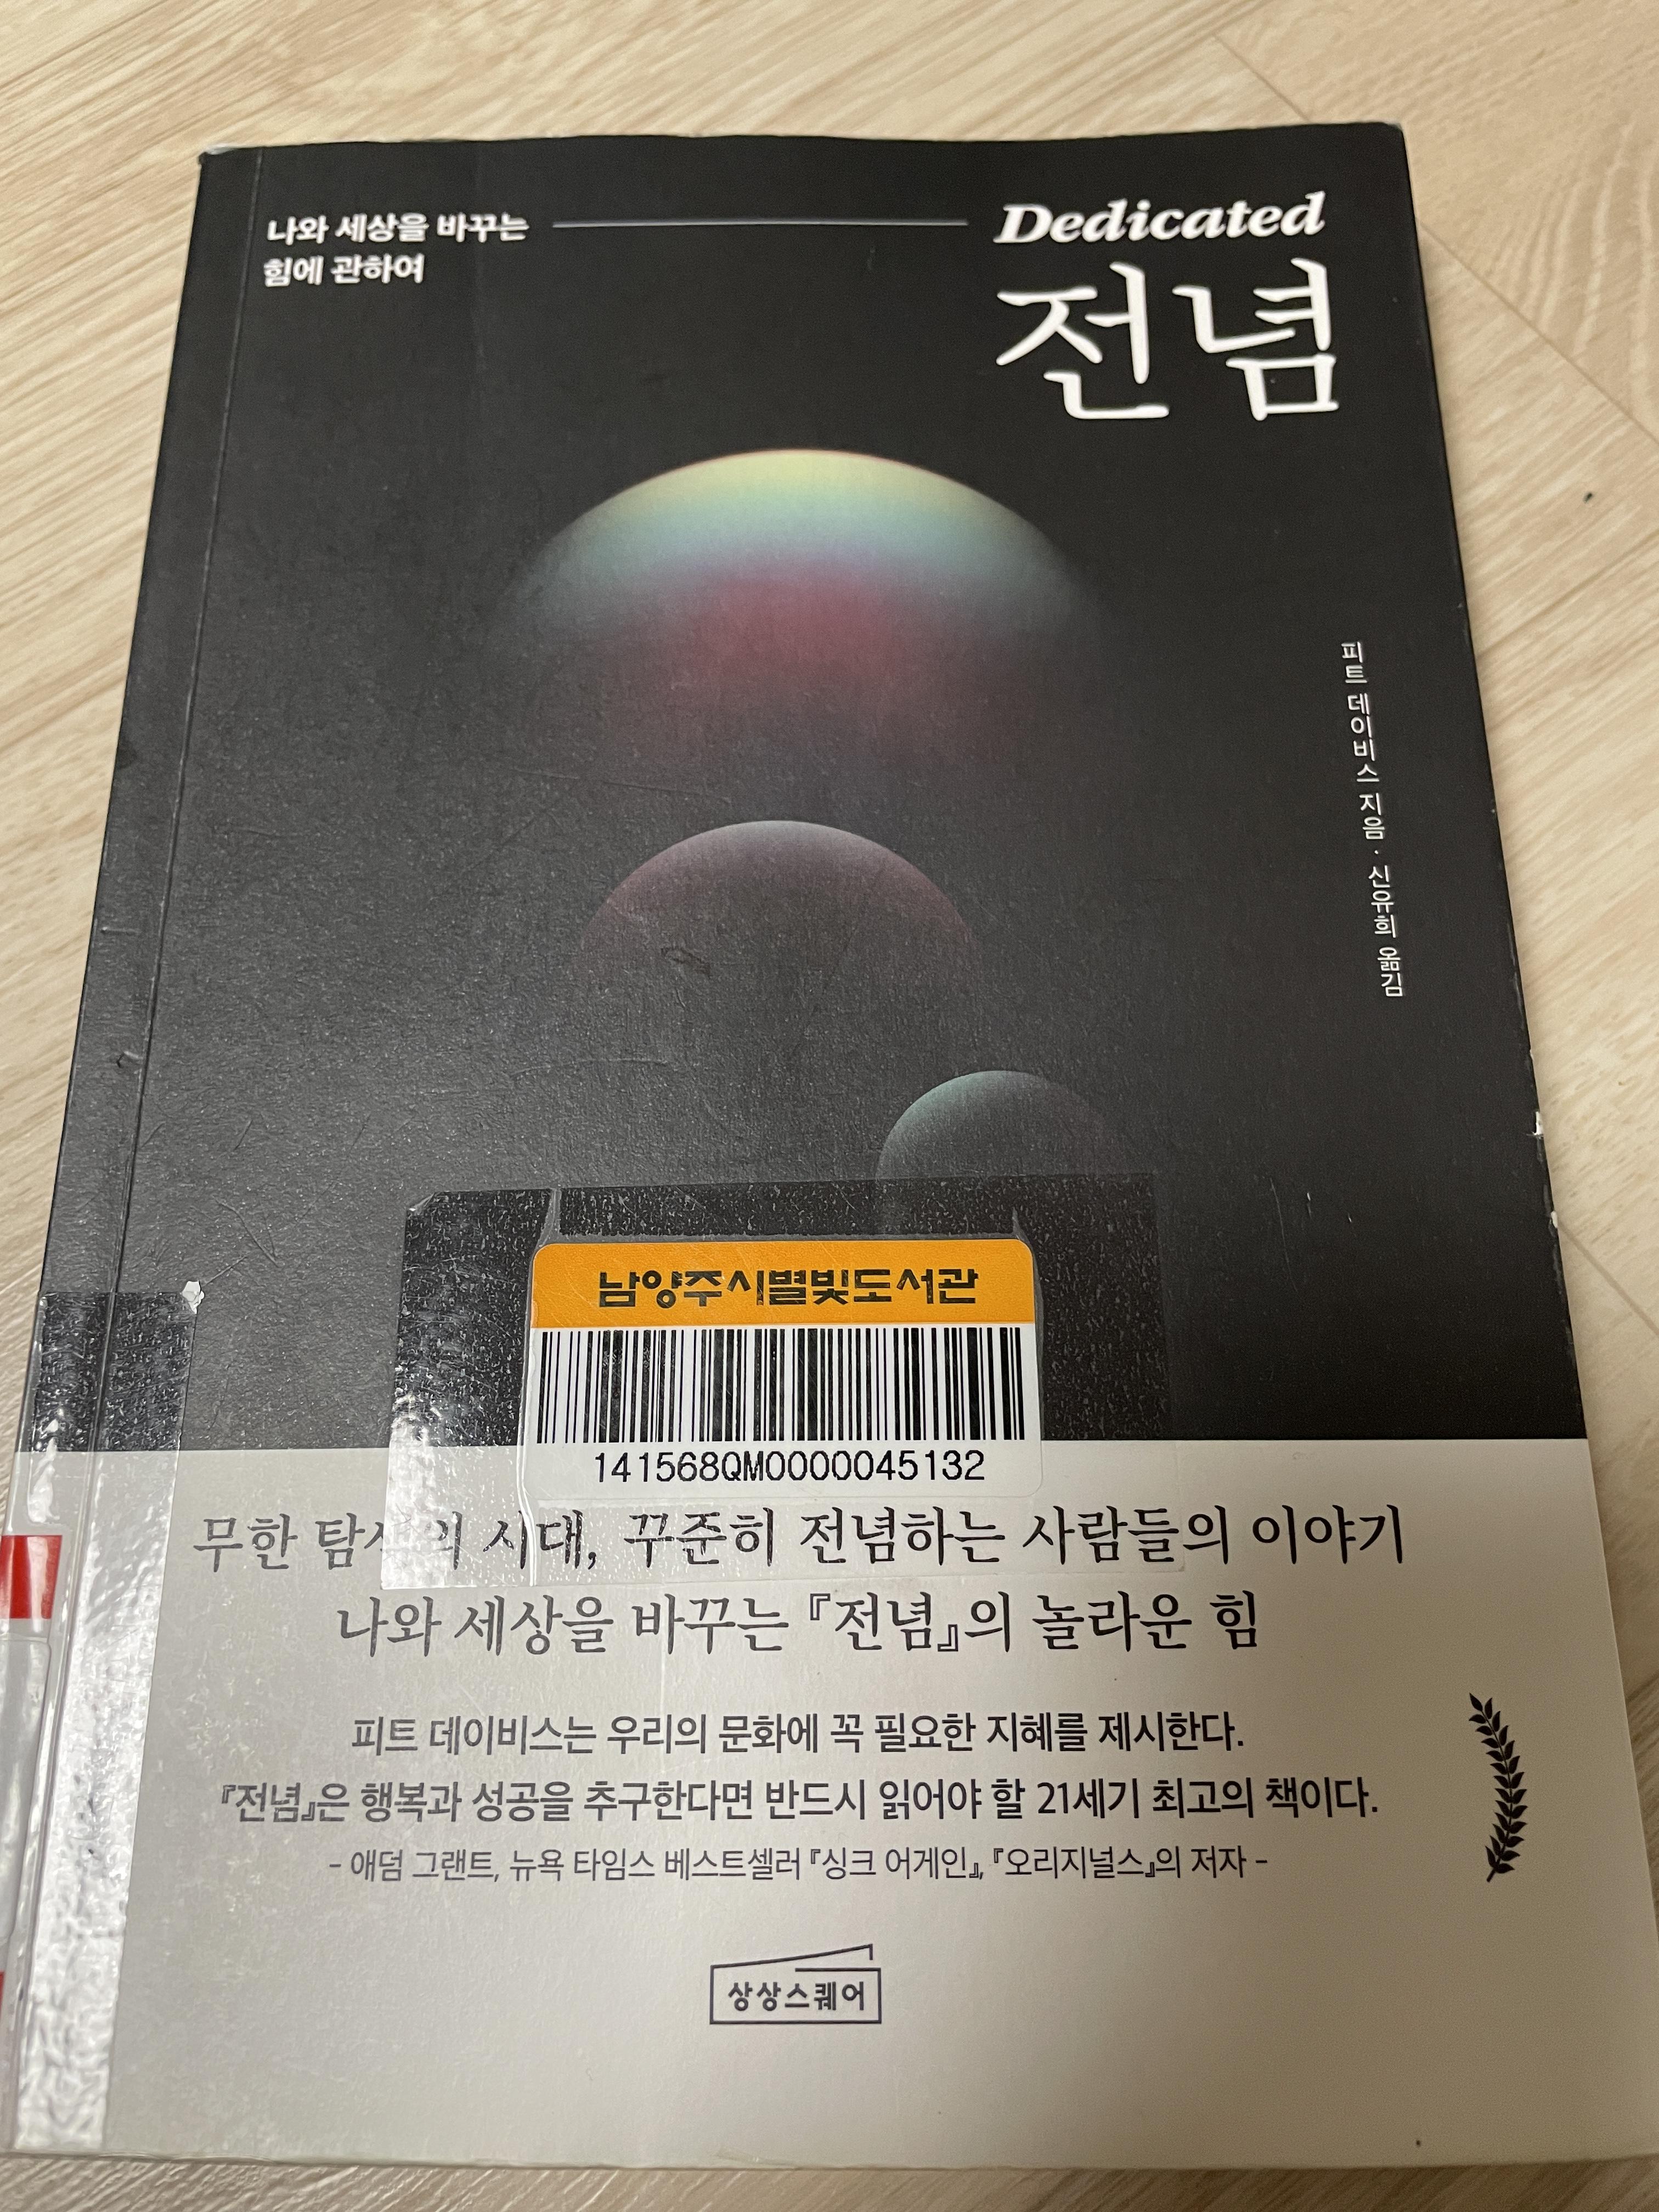 나와 세상을 바꾸는
힘에 관하여
Dedicated
전념
피트 데이비스 지음 · 신유희 옮김
남양주시별빛도서관
141568QM0000045132
무한 시대, 꾸준히 전념하는 사람들의 이야기
나와 세상을 바꾸는 『전념』의 놀라운 힘
피트 데이비스는 우리의 문화에 꼭 필요한 지혜를 제시한다.
『전념』은 행복과 성공을 추구한다면 반드시 읽어야 할 21세기 최고의 책이다.
- 애덤 그랜트, 뉴욕 타임스 베스트셀러 『싱크 어게인』, 『오리지널스』의 저자 -
상상스퀘어